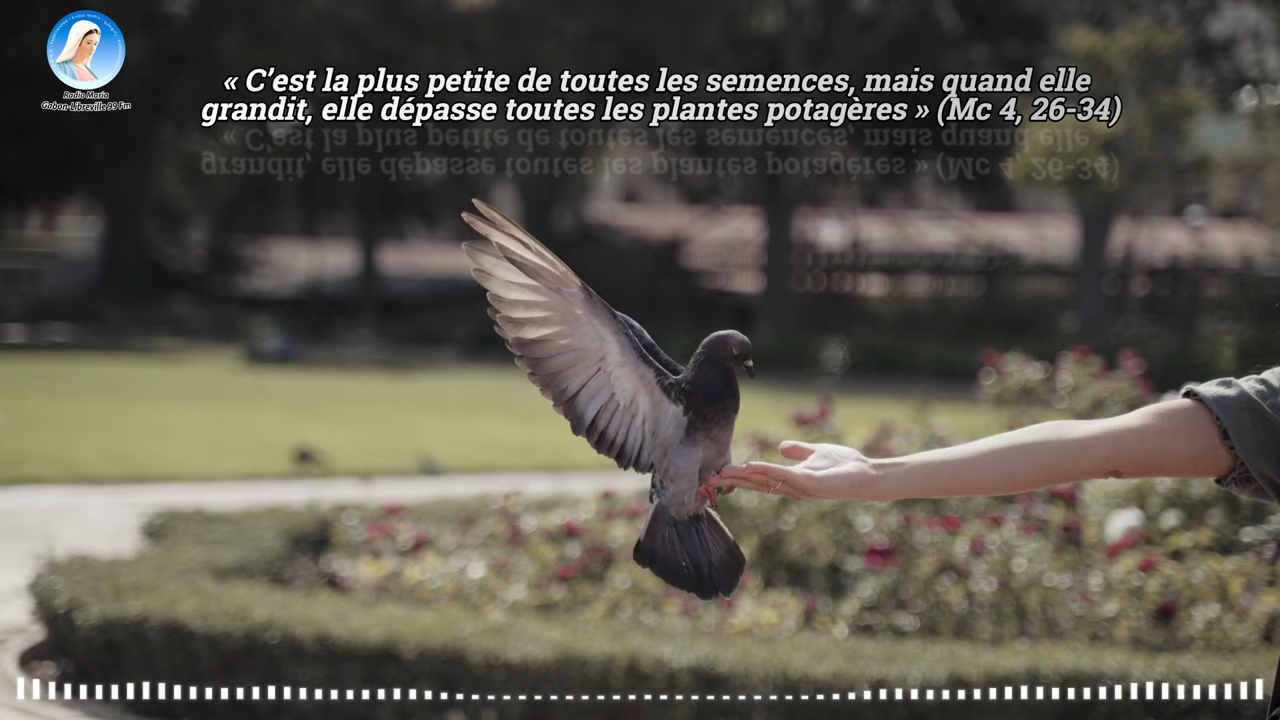 Radio Maria
Gabon-Libreville 99 Fm
« C'est la plus petite de toutes les semences, mais quand elle
grandit, elle dépasse toutes les plantes potagères » (Mc 4, 26-34)